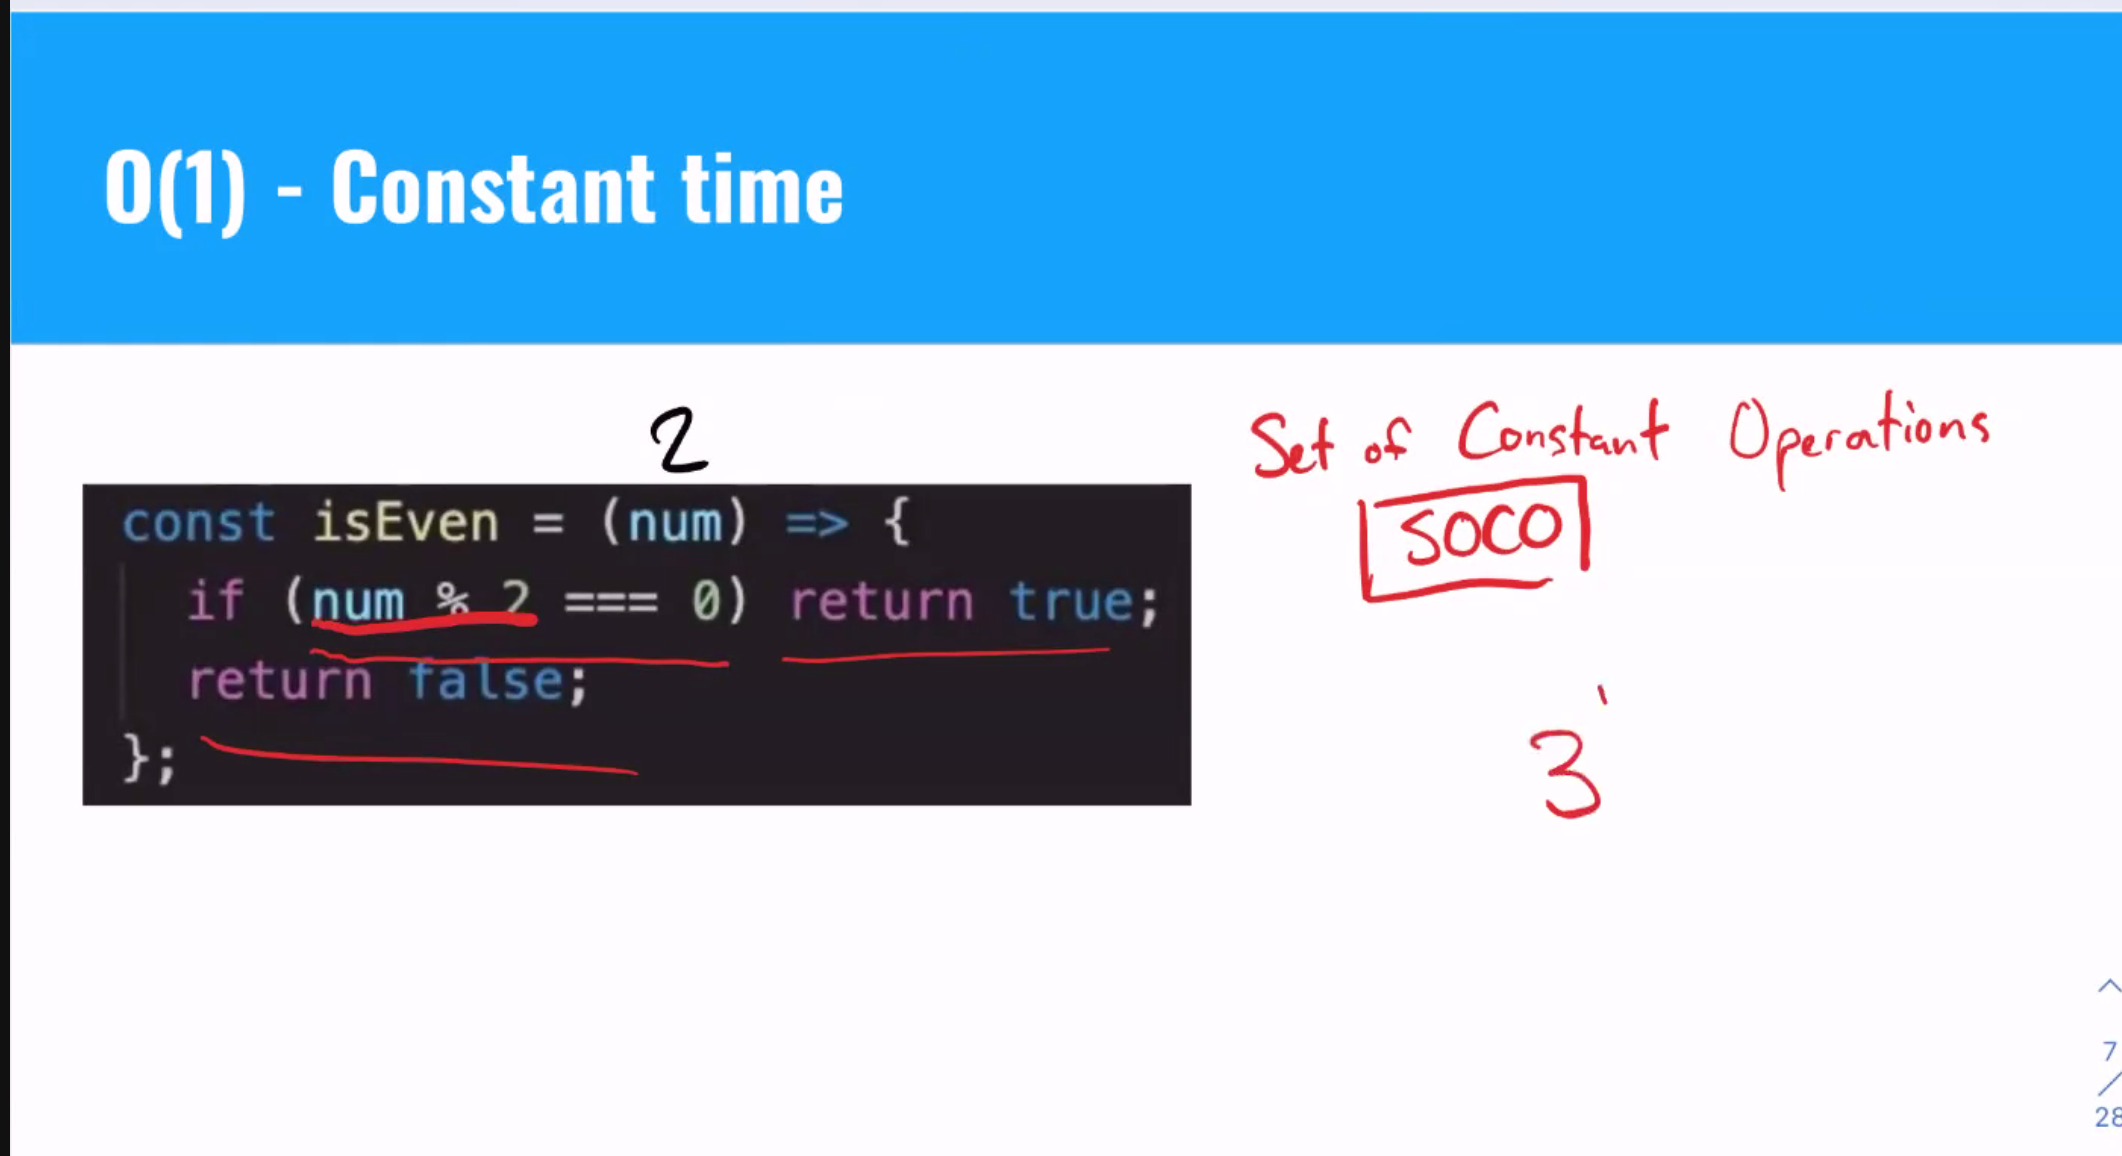 O(1) - Constant time
2
const isEven = (num) => {
if (num % 2 === 0) return true;
return false;
};
Set of Constant Operations
SOCO
3
7
/
28